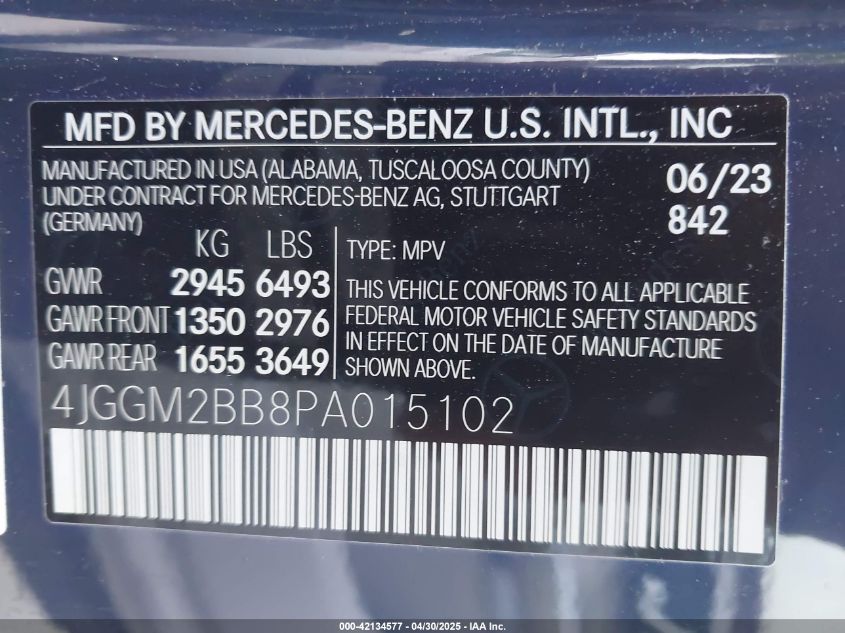 MFD BY MERCEDES-BENZ U.S. INTL., INC
MANUFACTURED IN USA (ALABAMA, TUSCALOOSA COUNTY)
UNDER CONTRACT FOR MERCEDES-BENZ AG, STUTTGART
(GERMANY)
06/23
842
KG LBS
GVWR 2945 6493
GAWR FRONT 1350 2976
GAWR REAR 1655 3649
TYPE: MPV
THIS VEHICLE CONFORMS TO ALL APPLICABLE
FEDERAL MOTOR VEHICLE SAFETY STANDARDS
IN EFFECT ON THE DATE OF MANUFACTURE
SHOWN ABOVE.
4JGGM2BB8PA015102
000-42134577 - 04/30/2025 - IAA Inc.